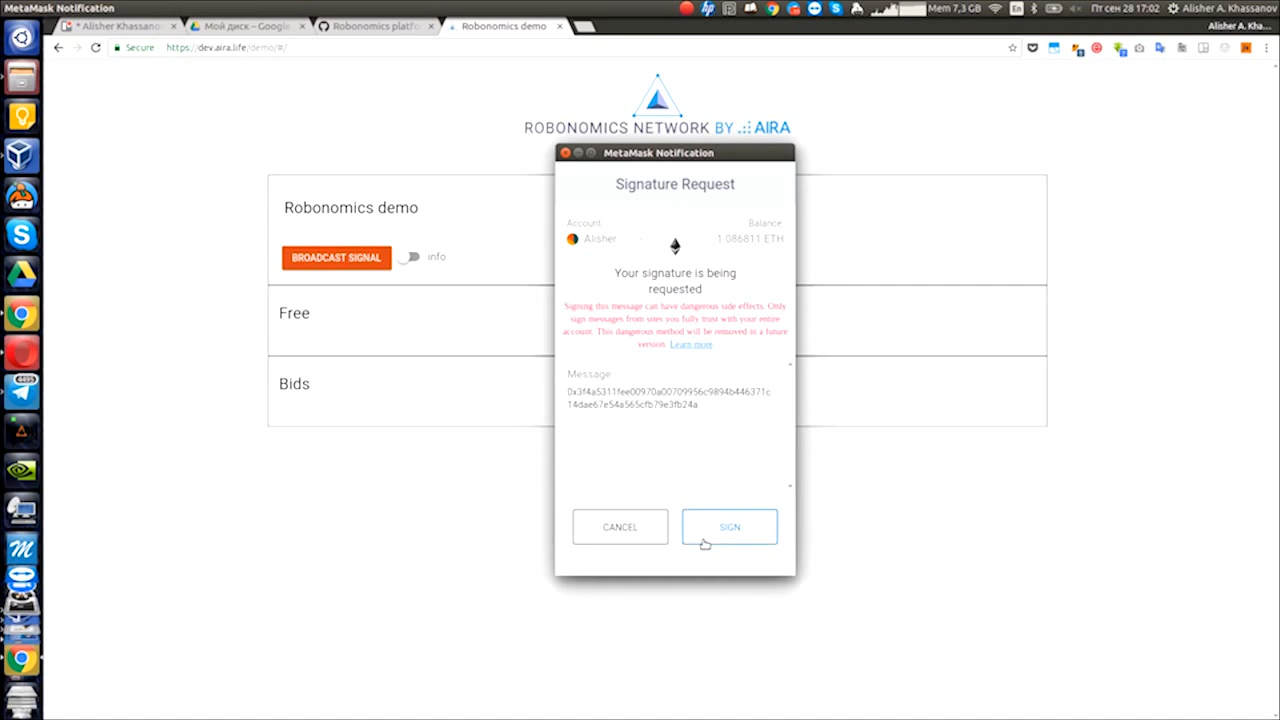 MetaMask Notification
Mem 7,3 GB
En
Пт сен 28 17:02
Alisher A. Khassanov
* Alisher Khassano
Мой диск – Google
Robonomics platfo
Robonomics demo
Alisher A. Kha...
Secure
https://dev.aira.life/demo/#/
ROBONOMICS NETWORK BY AIRA
MetaMask Notification
Signature Request
Account
Balance
Alisher
1.086811 ETH
Your signature is being
requested
Signing this message can have dangerous side effects. Only
sign messages from sites you fully trust with your entire
account. This dangerous method will be removed in a future
version. Learn more
Message
0x3f4a5311fee00970a00709956c9894b446371c
14dae67e54a565cfb79e3fb24a
CANCEL
SIGN
Robonomics demo
BROADCAST SIGNAL
info
Free
Bids
4495